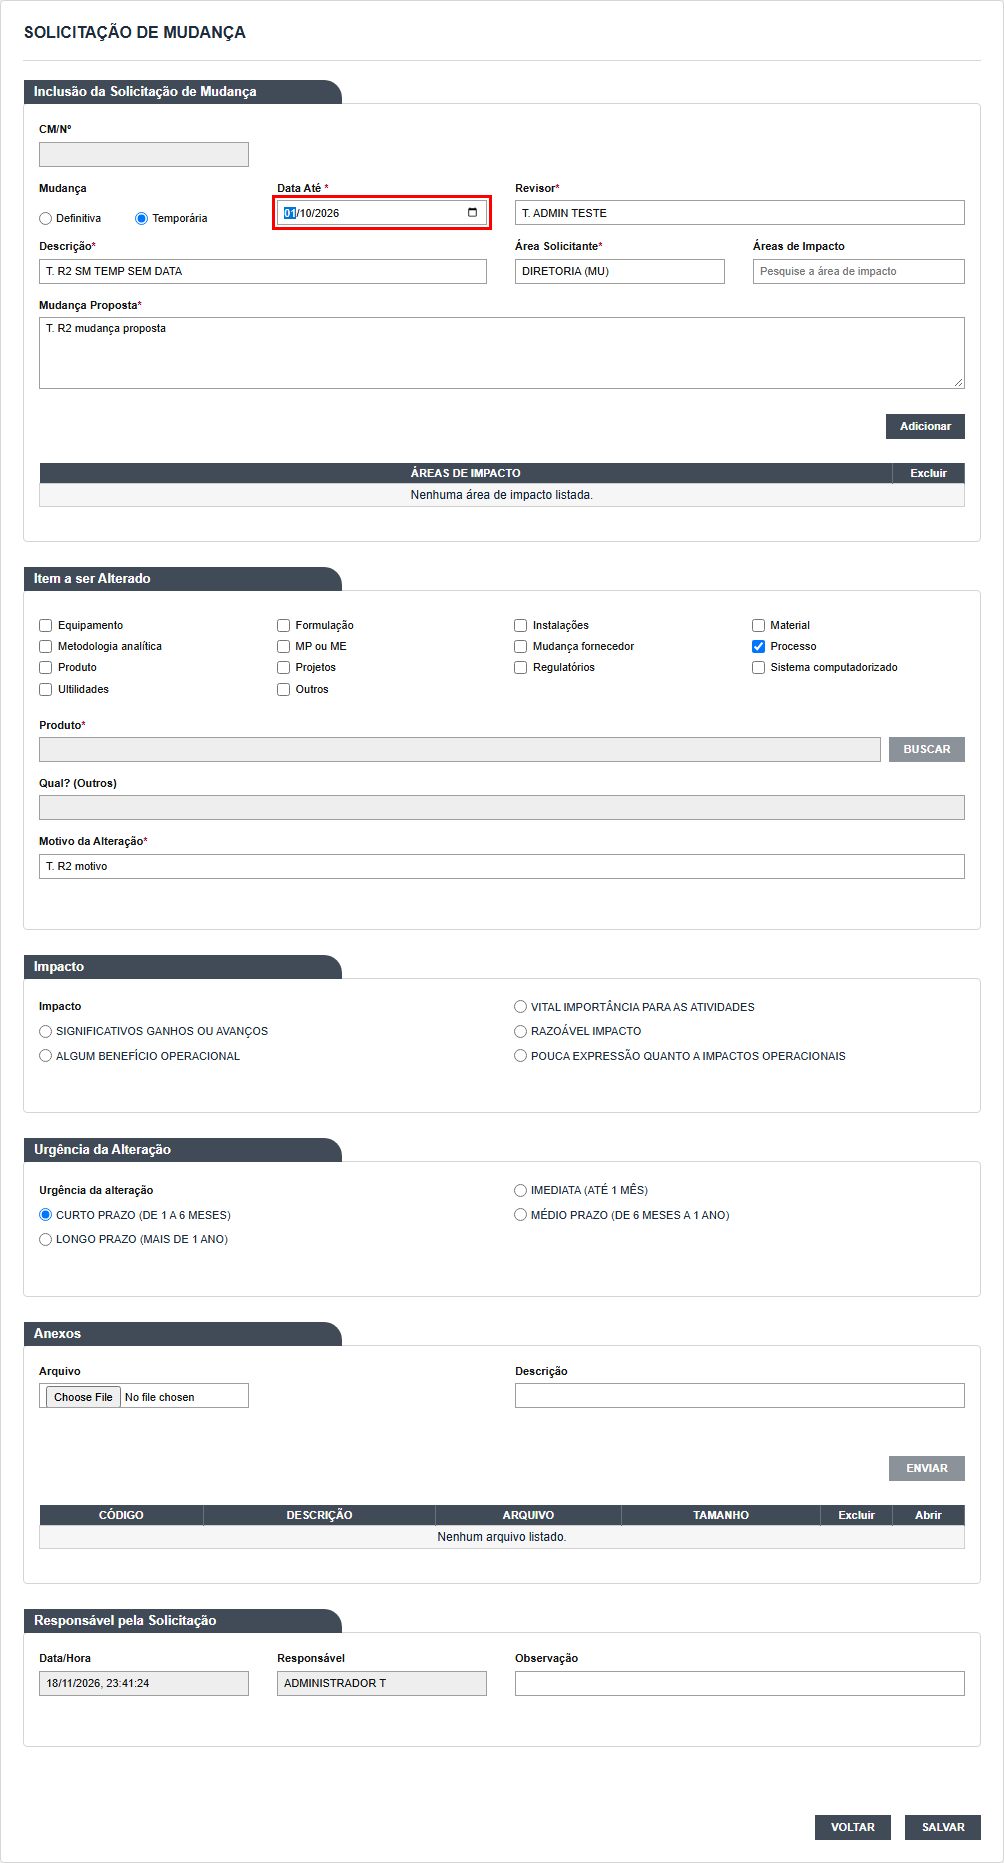 SOLICITAÇÃO DE MUDANÇA
Inclusão da Solicitação de Mudança
CM/Nº
Mudança
Data Até *
Revisor*
Definitiva
Temporária
01/10/2026
T. ADMIN TESTE
Descrição*
Área Solicitante*
Áreas de Impacto
T. R2 SM TEMP SEM DATA
DIRETORIA (MU)
Pesquise a área de impacto
Mudança Proposta*
T. R2 mudança proposta
Adicionar
ÁREAS DE IMPACTO
Excluir
Nenhuma área de impacto listada.
Item a ser Alterado
Equipamento
Formulação
Instalações
Material
Metodologia analítica
MP ou ME
Mudança fornecedor
Processo
Produto
Projetos
Regulatórios
Sistema computadorizado
Ultilidades
Outros
Produto*
BUSCAR
Qual? (Outros)
Motivo da Alteração*
T. R2 motivo
Impacto
Impacto
VITAL IMPORTÂNCIA PARA AS ATIVIDADES
SIGNIFICATIVOS GANHOS OU AVANÇOS
RAZOÁVEL IMPACTO
ALGUM BENEFÍCIO OPERACIONAL
POUCA EXPRESSÃO QUANTO A IMPACTOS OPERACIONAIS
Urgência da Alteração
Urgência da alteração
IMEDIATA (ATÉ 1 MÊS)
CURTO PRAZO (DE 1 A 6 MESES)
MÉDIO PRAZO (DE 6 MESES A 1 ANO)
LONGO PRAZO (MAIS DE 1 ANO)
Anexos
Arquivo
Descrição
Choose File No file chosen
ENVIAR
CÓDIGO
DESCRIÇÃO
ARQUIVO
TAMANHO
Excluir
Abrir
Nenhum arquivo listado.
Responsável pela Solicitação
Data/Hora
Responsável
Observação
18/11/2026, 23:41:24
ADMINISTRADOR T
VOLTAR
SALVAR